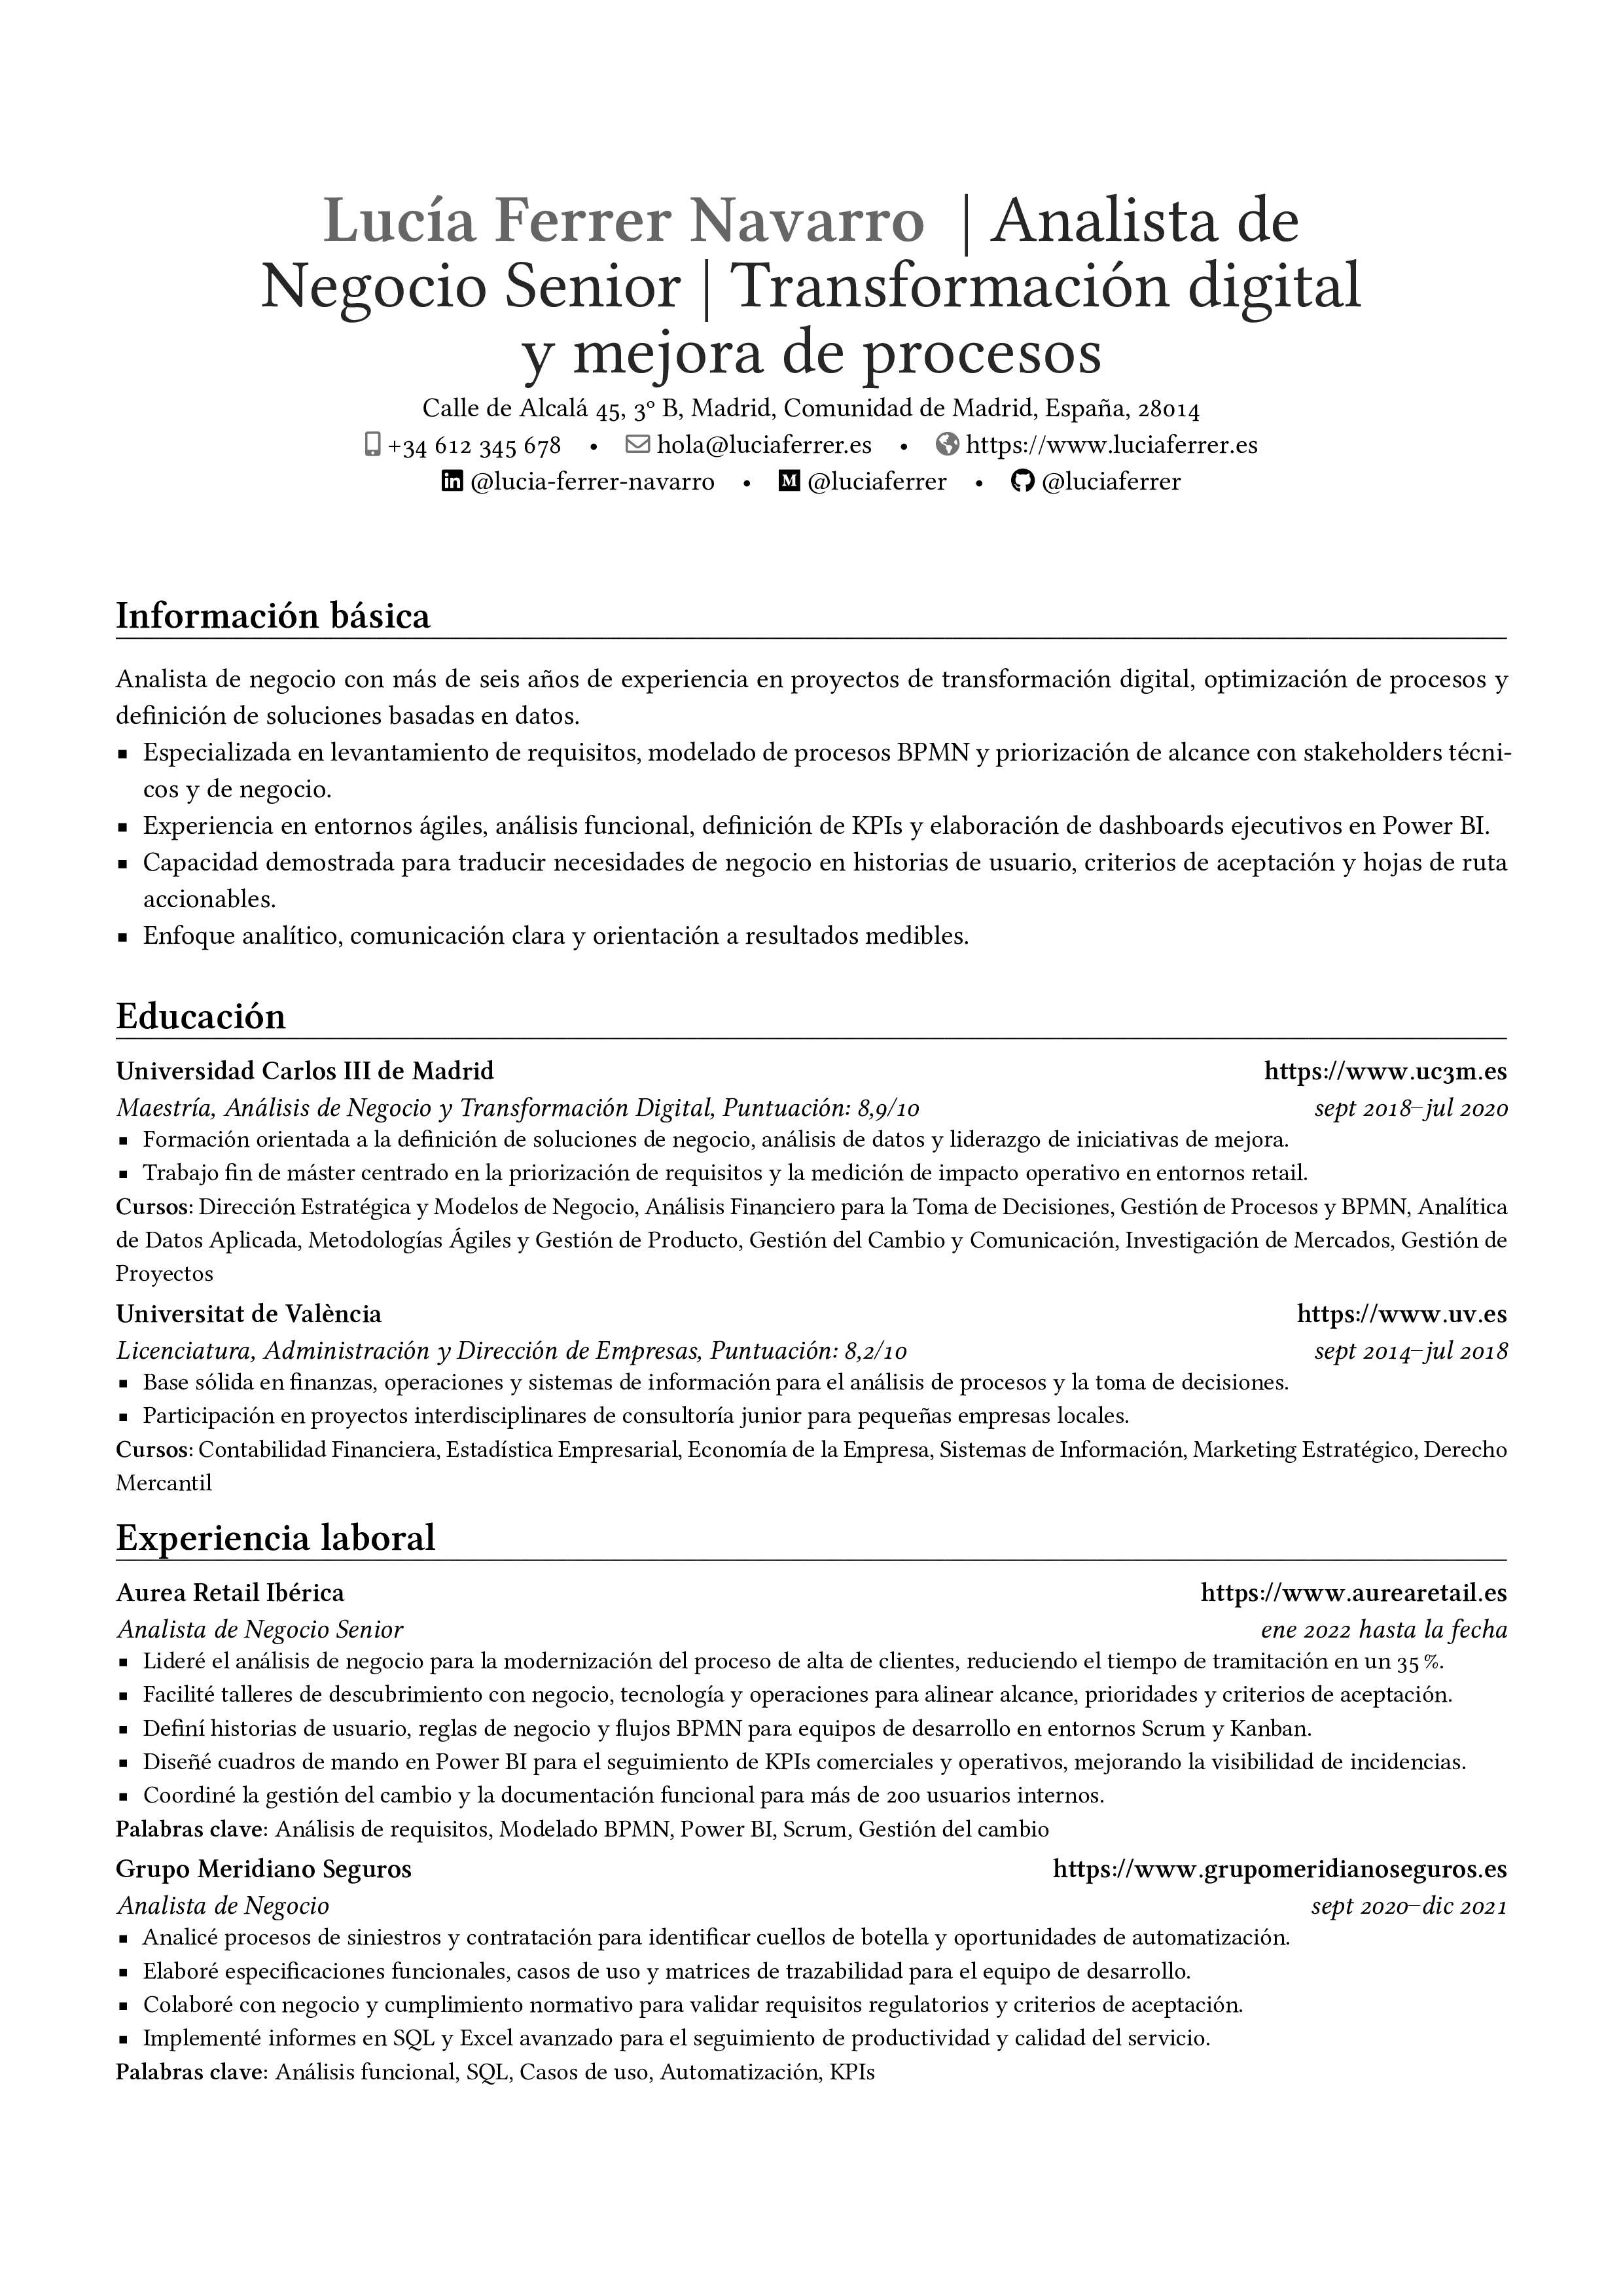 Lucía Ferrer Navarro | Analista de
Negocio Senior | Transformación digital
y mejora de procesos
Calle de Alcalá 45, 3º B, Madrid, Comunidad de Madrid, España, 28014
+34 612 345 678 • hola@luciaferrer.es • https://www.luciaferrer.es
@lucia-ferrer-navarro • @luciaferrer • @luciaferrer
Información básica
Analista de negocio con más de seis años de experiencia en proyectos de transformación digital, optimización de procesos y
definición de soluciones basadas en datos.
▪ Especializada en levantamiento de requisitos, modelado de procesos BPMN y priorización de alcance con stakeholders técni-
cos y de negocio.
▪ Experiencia en entornos ágiles, análisis funcional, definición de KPIs y elaboración de dashboards ejecutivos en Power BI.
▪ Capacidad demostrada para traducir necesidades de negocio en historias de usuario, criterios de aceptación y hojas de ruta
accionables.
▪ Enfoque analítico, comunicación clara y orientación a resultados medibles.
Educación
Universidad Carlos III de Madrid https://www.uc3m.es
Maestría, Análisis de Negocio y Transformación Digital, Puntuación: 8,9/10 sept 2018–jul 2020
▪ Formación orientada a la definición de soluciones de negocio, análisis de datos y liderazgo de iniciativas de mejora.
▪ Trabajo fin de máster centrado en la priorización de requisitos y la medición de impacto operativo en entornos retail.
Cursos: Dirección Estratégica y Modelos de Negocio, Análisis Financiero para la Toma de Decisiones, Gestión de Procesos y BPMN, Analítica
de Datos Aplicada, Metodologías Ágiles y Gestión de Producto, Gestión del Cambio y Comunicación, Investigación de Mercados, Gestión de
Proyectos
Universitat de València https://www.uv.es
Licenciatura, Administración y Dirección de Empresas, Puntuación: 8,2/10 sept 2014–jul 2018
▪ Base sólida en finanzas, operaciones y sistemas de información para el análisis de procesos y la toma de decisiones.
▪ Participación en proyectos interdisciplinares de consultoría junior para pequeñas empresas locales.
Cursos: Contabilidad Financiera, Estadística Empresarial, Economía de la Empresa, Sistemas de Información, Marketing Estratégico, Derecho
Mercantil
Experiencia laboral
Aurea Retail Ibérica https://www.aurearetail.es
Analista de Negocio Senior ene 2022 hasta la fecha
▪ Lideré el análisis de negocio para la modernización del proceso de alta de clientes, reduciendo el tiempo de tramitación en un 35 %.
▪ Facilité talleres de descubrimiento con negocio, tecnología y operaciones para alinear alcance, prioridades y criterios de aceptación.
▪ Definí historias de usuario, reglas de negocio y flujos BPMN para equipos de desarrollo en entornos Scrum y Kanban.
▪ Diseñé cuadros de mando en Power BI para el seguimiento de KPIs comerciales y operativos, mejorando la visibilidad de incidencias.
▪ Coordiné la gestión del cambio y la documentación funcional para más de 200 usuarios internos.
Palabras clave: Análisis de requisitos, Modelado BPMN, Power BI, Scrum, Gestión del cambio
Grupo Meridiano Seguros https://www.grupomeridianoseguros.es
Analista de Negocio sept 2020–dic 2021
▪ Analicé procesos de siniestros y contratación para identificar cuellos de botella y oportunidades de automatización.
▪ Elaboré especificaciones funcionales, casos de uso y matrices de trazabilidad para el equipo de desarrollo.
▪ Colaboré con negocio y cumplimiento normativo para validar requisitos regulatorios y criterios de aceptación.
▪ Implementé informes en SQL y Excel avanzado para el seguimiento de productividad y calidad del servicio.
Palabras clave: Análisis funcional, SQL, Casos de uso, Automatización, KPIs